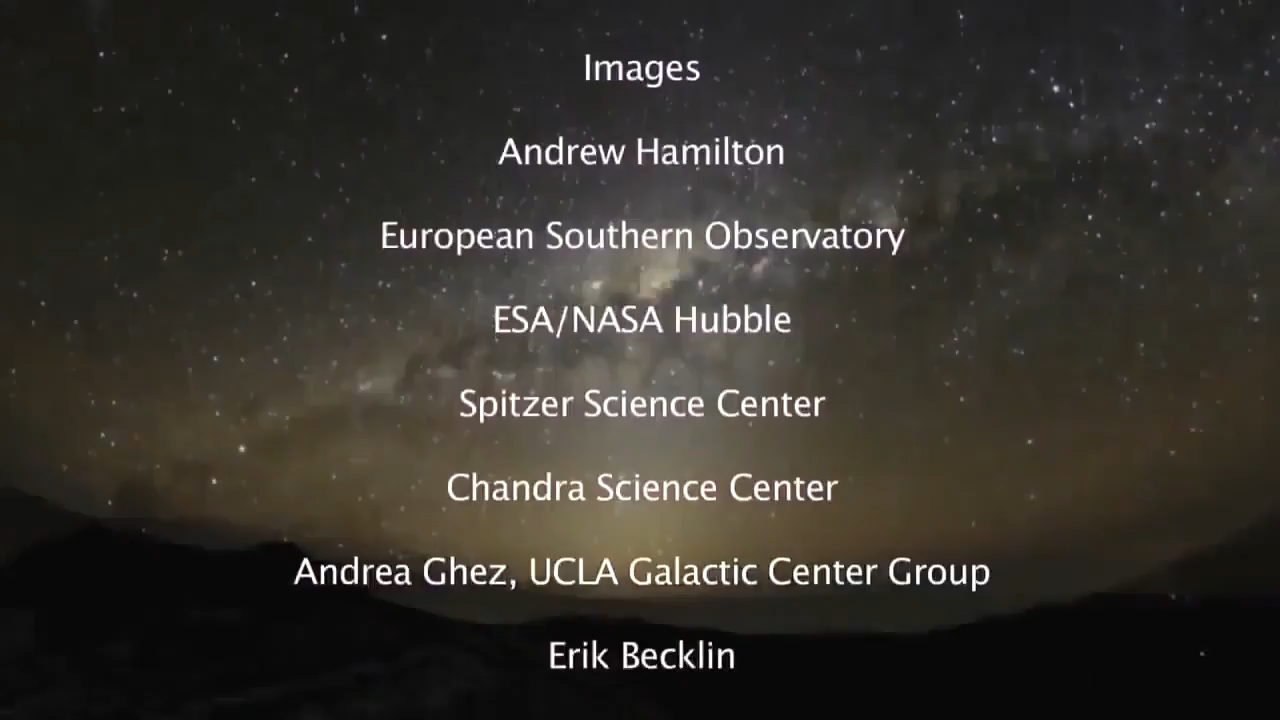 Images
Andrew Hamilton
European Southern Observatory
ESA/NASA Hubble
Spitzer Science Center
Chandra Science Center
Andrea Ghez, UCLA Galactic Center Group
Erik Becklin